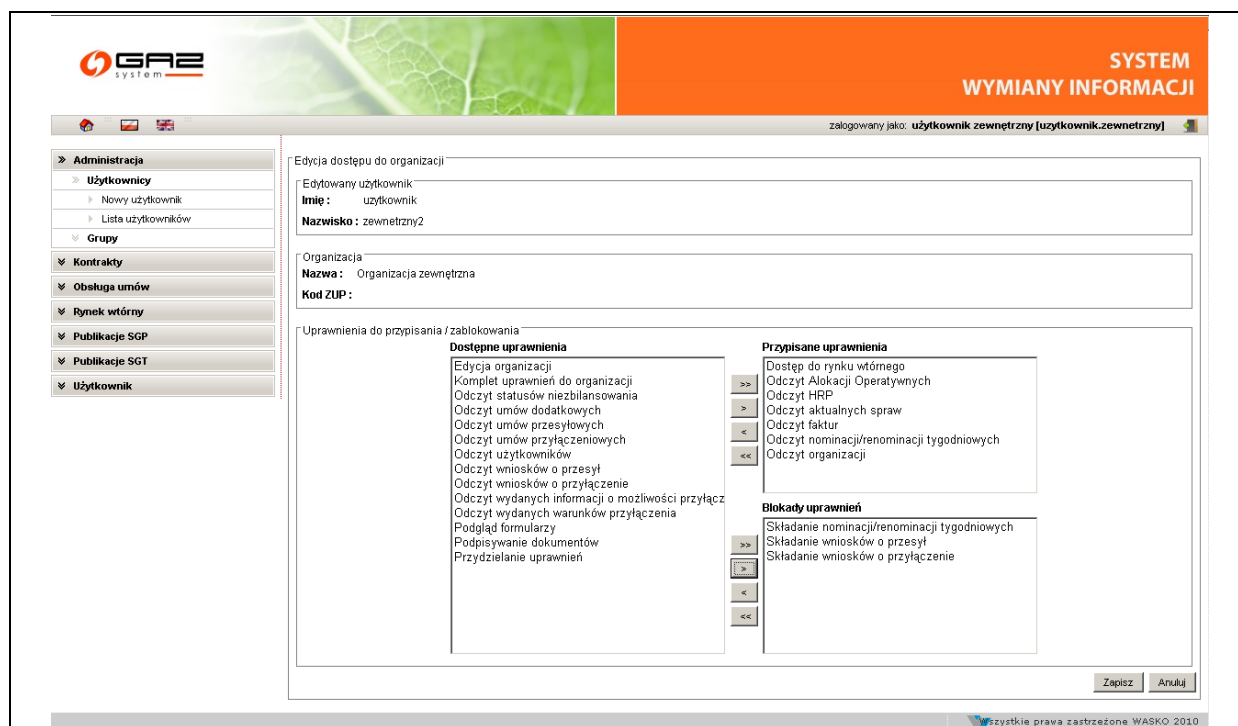 GAZ
system
SYSTEM
WYMIANY INFORMACJI
zalogowany jako: użytkownik zewnętrzny [uzytkownik.zewnetrzny]
Administracja
Użytkownicy
Nowy użytkownik
Lista użytkowników
Grupy
Kontrakty
Obsługa umów
Rynek wtórny
Publikacje SGP
Publikacje SGT
Użytkownik
Edycja dostępu do organizacji
Edytowany użytkownik
Imię : uzytkownik
Nazwisko : zewnetrzny2
Organizacja
Nazwa : Organizacja zewnętrzna
Kod ZUP :
Uprawnienia do przypisania / zablokowania
Dostępne uprawnienia
Edycja organizacji
Komplet uprawnień do organizacji
Odczyt statusów niezbilansowania
Odczyt umów dodatkowych
Odczyt umów przesyłowych
Odczyt umów przyłączeniowych
Odczyt użytkowników
Odczyt wniosków o przesył
Odczyt wniosków o przyłączenie
Odczyt wydanych informacji o możliwości przyłącz
Odczyt wydanych warunków przyłączenia
Podgląd formularzy
Podpisywanie dokumentów
Przydzielanie uprawnień
>>
>
<
<<
>>
>
<
<<
Przypisane uprawnienia
Dostęp do rynku wtórnego
Odczyt Alokacji Operatywnych
Odczyt HRP
Odczyt aktualnych spraw
Odczyt faktur
Odczyt nominacji/renominacji tygodniowych
Odczyt organizacji
Blokady uprawnień
Składanie nominacji/renominacji tygodniowych
Składanie wniosków o przesył
Składanie wniosków o przyłączenie
Zapisz Anuluj
Wszystkie prawa zastrzeżone WASKO 2010